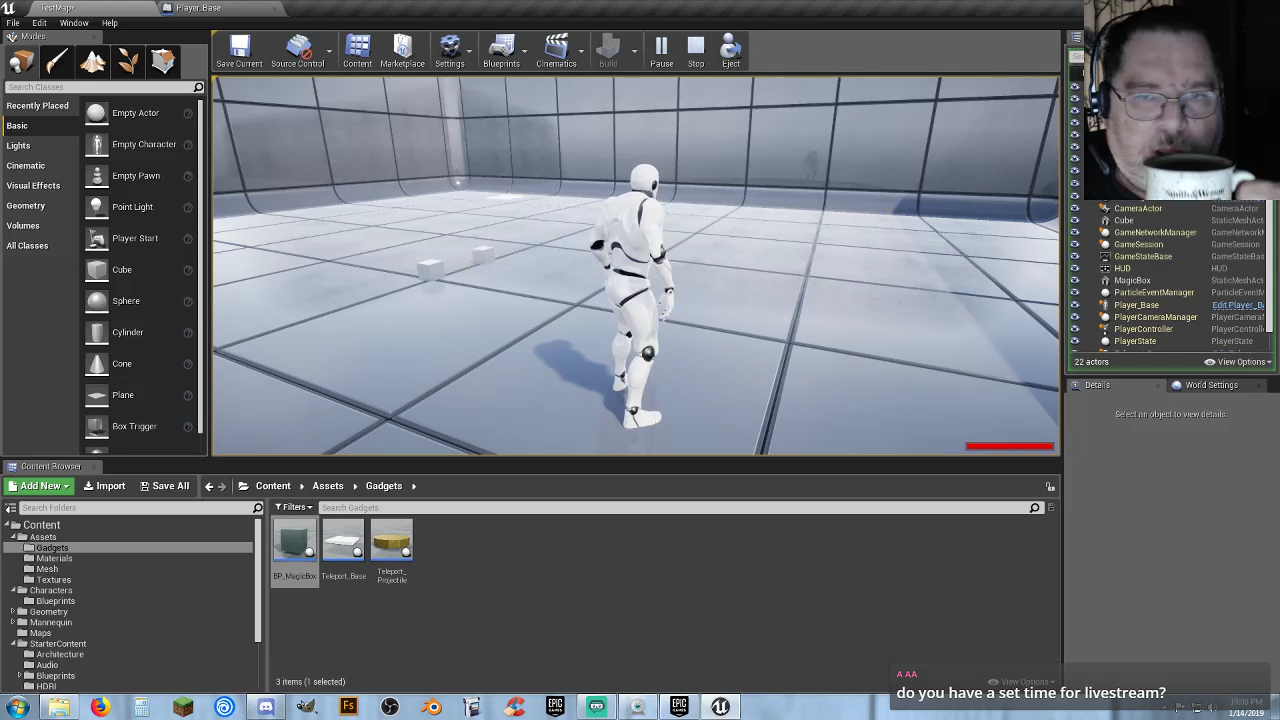 TestMap*
Player_Base
File Edit Window Help
Modes
Search Classes
Recently Placed
Basic
Lights
Cinematic
Visual Effects
Geometry
Volumes
All Classes
Empty Actor
Empty Character
Empty Pawn
Point Light
Player Start
Cube
Sphere
Cylinder
Cone
Plane
Box Trigger
Save Current
Source Control
Content
Marketplace
Settings
Blueprints
Cinematics
Build
Pause
Stop
Eject
Smith & Wesson
CameraActor CameraActor
Cube StaticMeshAct
GameNetworkManager GameNetwork
GameSession GameSession
GameStateBase GameStateBa
HUD HUD
MagicBox StaticMeshAct
ParticleEventManager ParticleEvent
Player_Base Edit Player_Ba
PlayerCameraManager PlayerCamera
PlayerController PlayerControll
PlayerState PlayerState
22 actors View Options
Details
World Settings
Select an object to view details.
Content Browser
Add New Import Save All Content Assets Gadgets
Search Folders
Filters Search Gadgets
Content
Assets
Gadgets
Materials
Mesh
Textures
Characters
Blueprints
Geometry
Mannequin
Maps
StarterContent
Architecture
Audio
Blueprints
HDRI
BP_MagicBox
Teleport_Base
Teleport_
Projectile
3 items (1 selected)
View Options
A AA
do you have a set time for livestream?
10:00 PM
1/14/2019